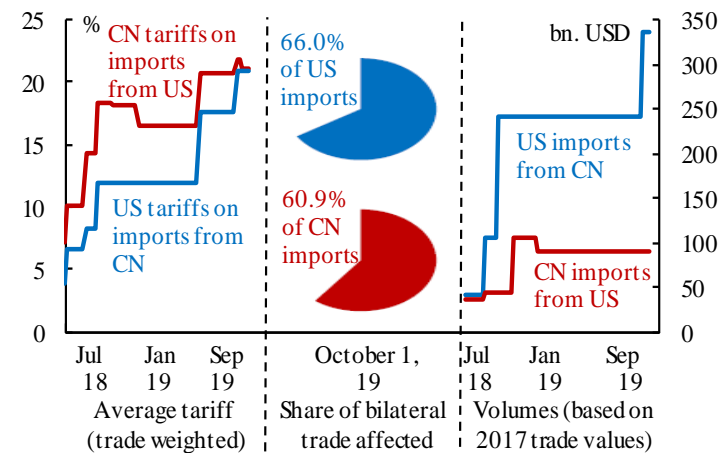 25
20
15
10
5
0
%
CN tariffs on
imports
from US
US tariffs on
imports from
CN
Jul
18
Jan
19
Sep
19
Average tariff
(trade weighted)
66.0%
of US
imports
60.9%
of CN
imports
October 1,
19
Share of bilateral
trade affected
bn. USD
US imports
from CN
CN imports
from US
350
300
250
200
150
100
50
0
Jul
18
Jan
19
Sep
19
Volumes (based on
2017 trade values)